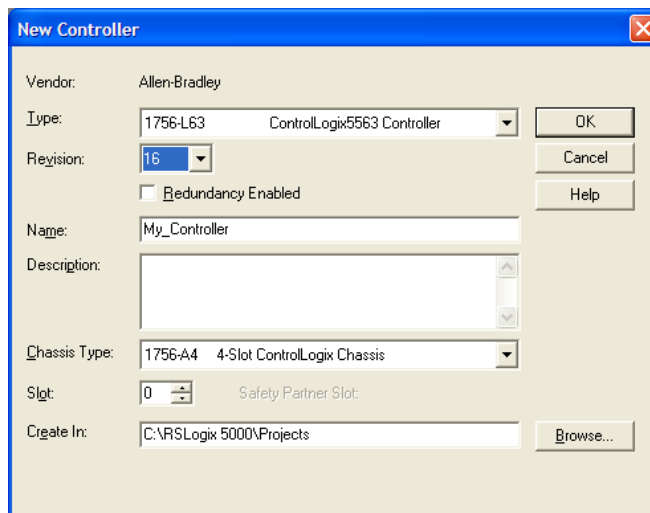 New Controller
Vendor: Allen-Bradley
Type: 1756-L63 ControlLogix5563 Controller OK
Revision: 16 Cancel
Redundancy Enabled Help
Name: My_Controller
Description:
Chassis Type: 1756-A4 4-Slot ControlLogix Chassis
Slot: 0 Safety Partner Slot:
Create In: C:\RSLogix 5000\Projects Browse...